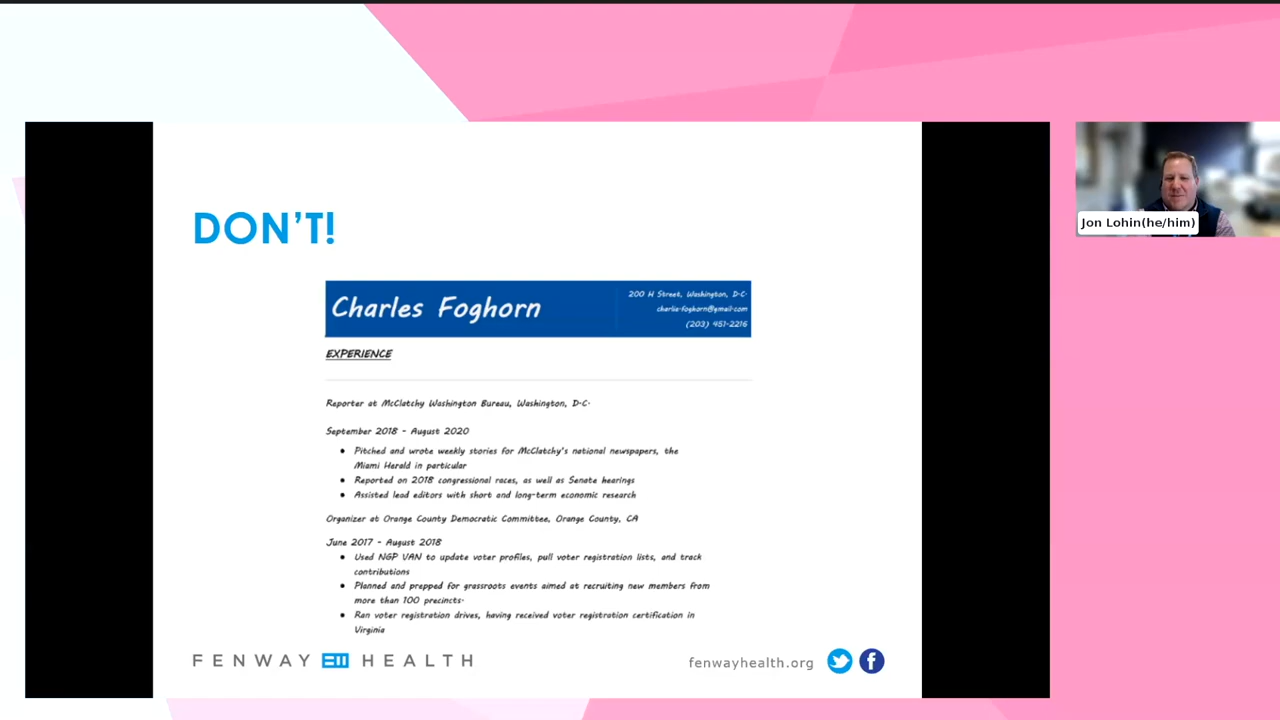 DON'T!
Charles Foghorn
200 H Street, Washington, D.C.
charlie.foghorn@gmail.com
(203) 451-2216
EXPERIENCE
Reporter at McClatchy Washington Bureau, Washington, D.C.
September 2018 - August 2020
• Pitched and wrote weekly stories for McClatchy's national newspapers, the
Miami Herald in particular
• Reported on 2018 congressional races, as well as Senate hearings
• Assisted lead editors with short and long-term economic research
Organizer at Orange County Democratic Committee, Orange County, CA
June 2017 - August 2018
• Used NGP VAN to update voter profiles, pull voter registration lists, and track
contributions
• Planned and prepped for grassroots events aimed at recruiting new members from
more than 100 precincts.
• Ran voter registration drives, having received voter registration certification in
Virginia
FENWAY HEALTH
fenwayhealth.org
Jon Lohin(he/him)